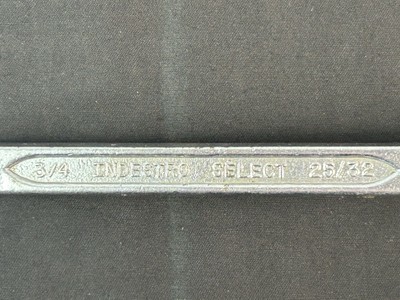 3/4 INDESTRO SELECT 25/32